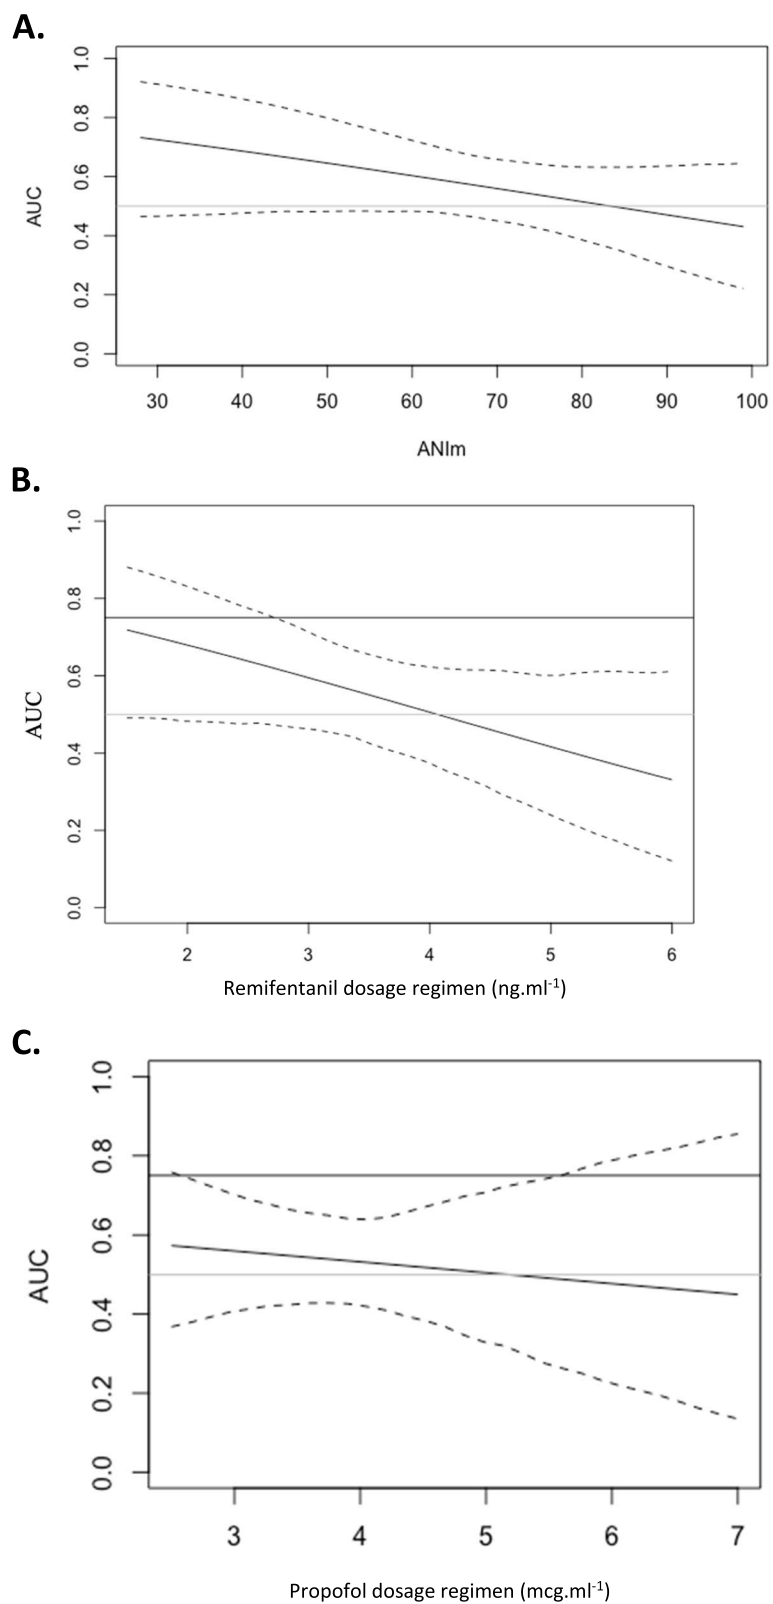 A.
1.0
0.8
0.6
0.4
0.2
0.0
AUC
30 40 50 60 70 80 90 100
ANIm
B.
1.0
0.8
0.6
0.4
0.2
0.0
AUC
2 3 4 5 6
Remifentanil dosage regimen (ng.ml⁻¹)
C.
1.0
0.8
0.6
0.4
0.2
0.0
AUC
3 4 5 6 7
Propofol dosage regimen (mcg.ml⁻¹)